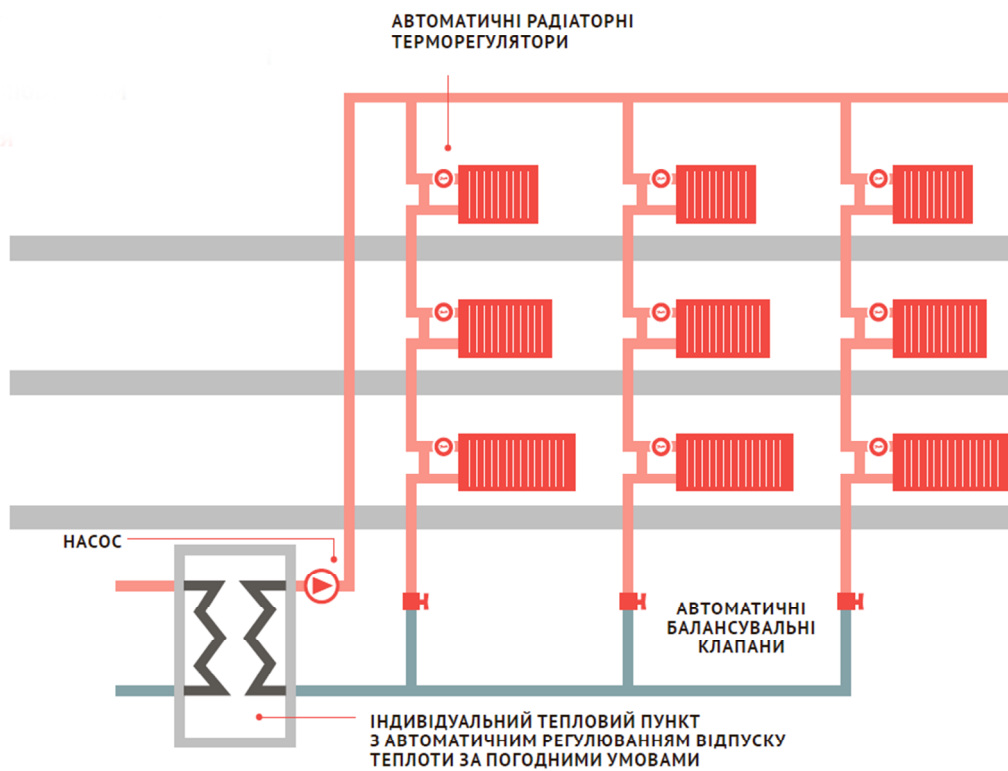 АВТОМАТИЧНІ РАДІАТОРНІ
ТЕРМОРЕГУЛЯТОРИ
НАСОС
АВТОМАТИЧНІ
БАЛАНСУВАЛЬНІ
КЛАПАНИ
ІНДИВІДУАЛЬНИЙ ТЕПЛОВИЙ ПУНКТ
З АВТОМАТИЧНИМ РЕГУЛЮВАННЯМ ВІДПУСКУ
ТЕПЛОТИ ЗА ПОГОДНИМИ УМОВАМИ